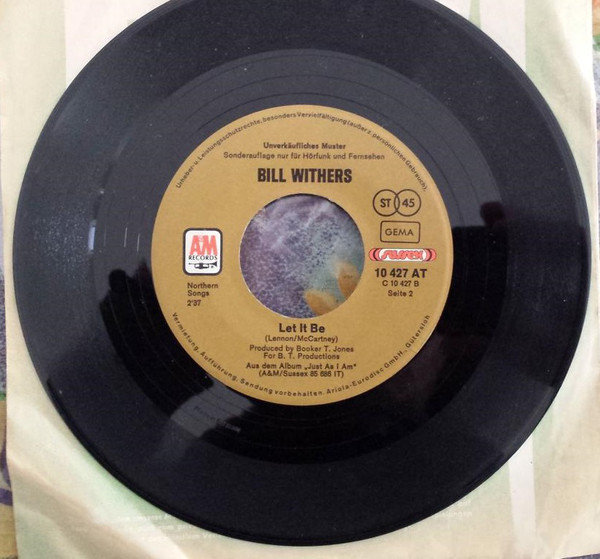 Urheber u. Leistungsschutzrechte, besonders Vervielfältigung (außer z. persönlichen Gebrauch),
Unverkäufliches Muster
Sonderauflage nur für Hörfunk und Fernsehen
BILL WITHERS
ST 45
GEMA
A&M
RECORDS
sussex
10 427 AT
C 10 427 B
Seite 2
Northern
Songs
2'37
Let It Be
(Lennon/McCartney)
Produced by Booker T. Jones
For B. T. Productions
Aus dem Album „Just As I Am“
(A&M/Sussex 85 686 IT)
Vermietung, Aufführung, Sendung vorbehalten. Ariola-Eurodisc GmbH, Gütersloh